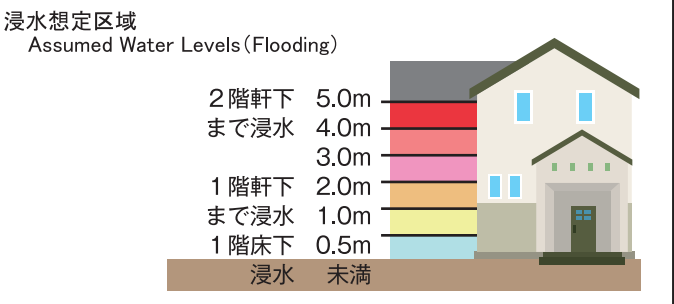 浸水想定区域
Assumed Water Levels（Flooding）
2階軒下 5.0m
まで浸水 4.0m
3.0m
1階軒下 2.0m
まで浸水 1.0m
1階床下 0.5m
浸水 未満